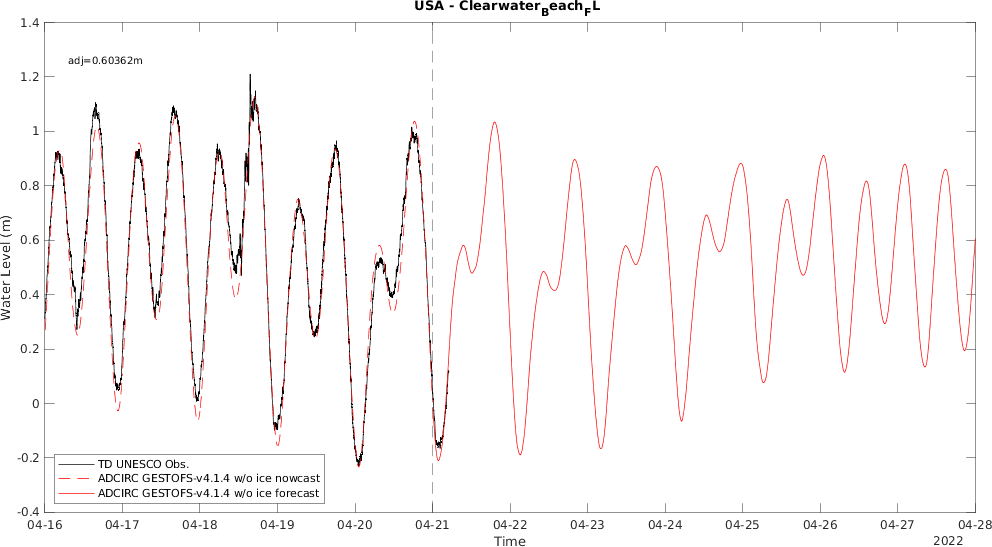 USA - Clearwater_Beach_FL
1.4
adj=0.60362m
1.2
1
0.8
0.6
0.4
0.2
0
-0.2
-0.4
Water Level (m)
TD UNESCO Obs.
ADCIRC GESTOFS-v4.1.4 w/o ice nowcast
ADCIRC GESTOFS-v4.1.4 w/o ice forecast
04-16 04-17 04-18 04-19 04-20 04-21 04-22 04-23 04-24 04-25 04-26 04-27 04-28
Time
2022